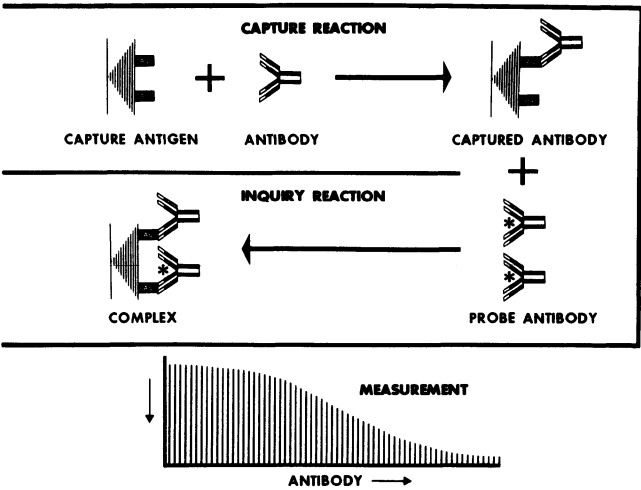 CAPTURE REACTION
CAPTURE ANTIGEN
ANTIBODY
CAPTURED ANTIBODY
INQUIRY REACTION
COMPLEX
PROBE ANTIBODY
MEASUREMENT
ANTIBODY